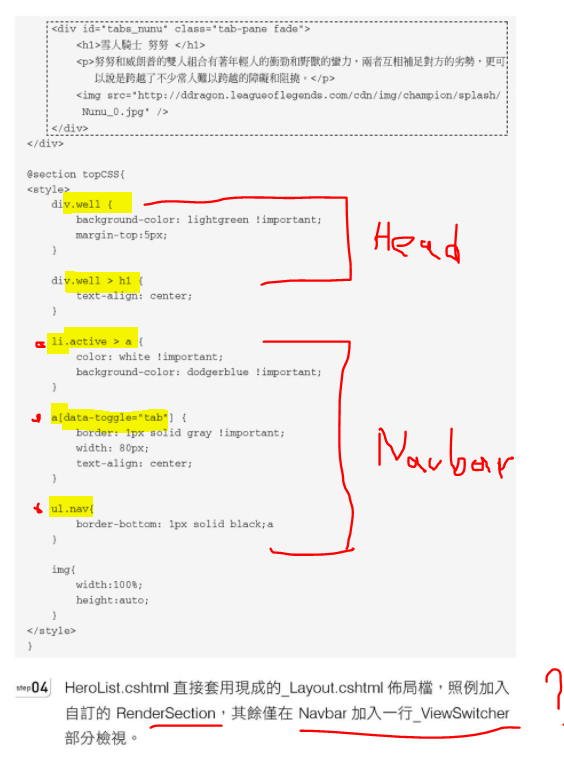 <div id="tabs_nunu" class="tab-pane fade">
<h1>雪人騎士 努努 </h1>
<p>努努和威朗普的雙人組合有著年輕人的衝勁和野獸的蠻力，兩者互相補足對方的劣勢，更可
以說是跨越了不少常人難以跨越的障礙和阻撓。</p>
<img src="http://ddragon.leagueoflegends.com/cdn/img/champion/splash/
Nunu_0.jpg" />
</div>
</div>
@section topCSS{
<style>
div.well {
background-color: lightgreen !important;
margin-top:5px;
}
Head
div.well > h1 {
text-align: center;
}
li.active > a {
color: white !important;
background-color: dodgerblue !important;
}
a[data-toggle="tab"] {
border: 1px solid gray !important;
width: 80px;
text-align: center;
}
Navbar
ul.nav{
border-bottom: 1px solid black;a
}
img{
width:100%;
height:auto;
}
</style>
}
step04 HeroList.cshtml 直接套用現成的_Layout.cshtml 佈局檔，照例加入
自訂的 RenderSection，其餘僅在 Navbar 加入一行_ViewSwitcher
部分檢視。
?